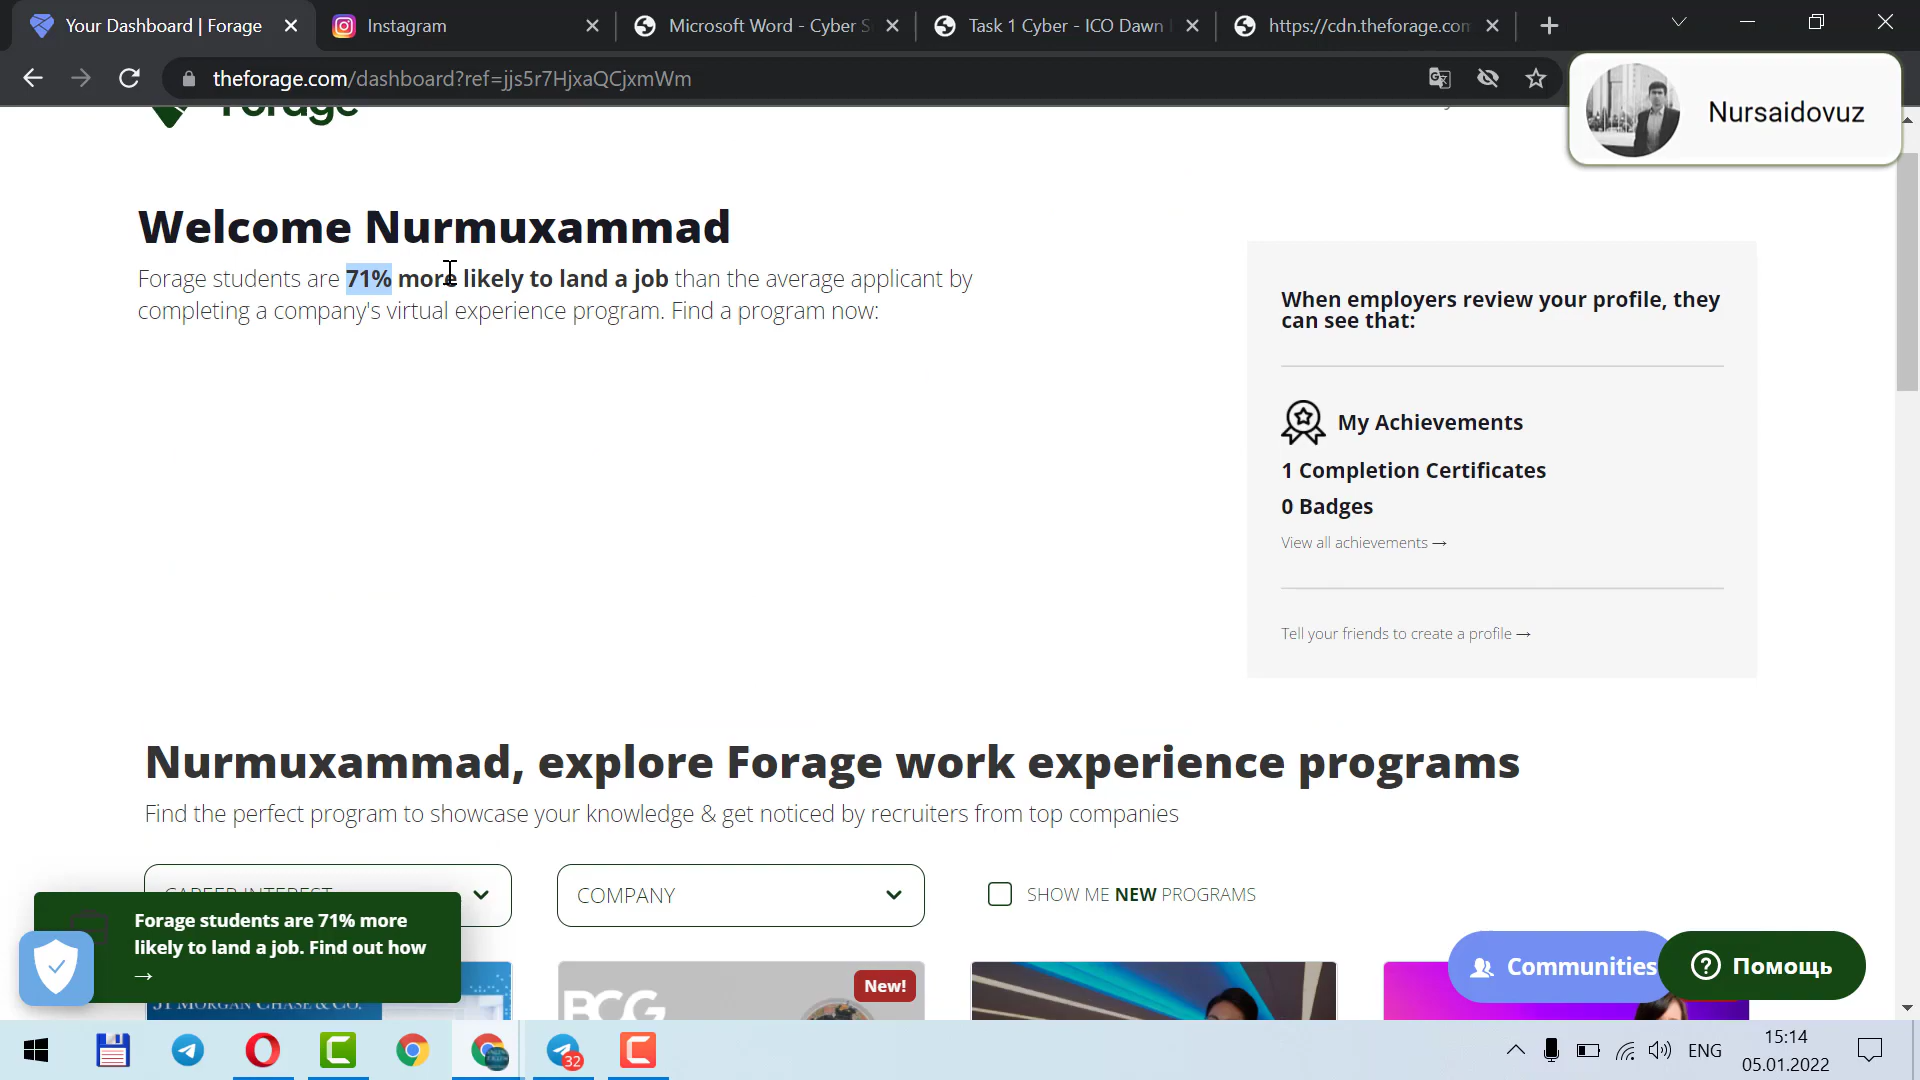 Your Dashboard | Forage
Instagram
Microsoft Word - Cyber S
Task 1 Cyber - ICO Dawn
https://cdn.theforage.com
theforage.com/dashboard?ref=jjs5r7HjxaQCjxmWm
Nursaidovuz
Forage
Welcome Nurmuxammad
Forage students are 71% more likely to land a job than the average applicant by
completing a company's virtual experience program. Find a program now:
When employers review your profile, they
can see that:
My Achievements
1 Completion Certificates
0 Badges
View all achievements →
Tell your friends to create a profile →
Nurmuxammad, explore Forage work experience programs
Find the perfect program to showcase your knowledge & get noticed by recruiters from top companies
CAREER INTEREST
COMPANY
SHOW ME NEW PROGRAMS
Forage students are 71% more
likely to land a job. Find out how
→
New!
BCG
Communities
Помощь
32
ENG
15:14
05.01.2022